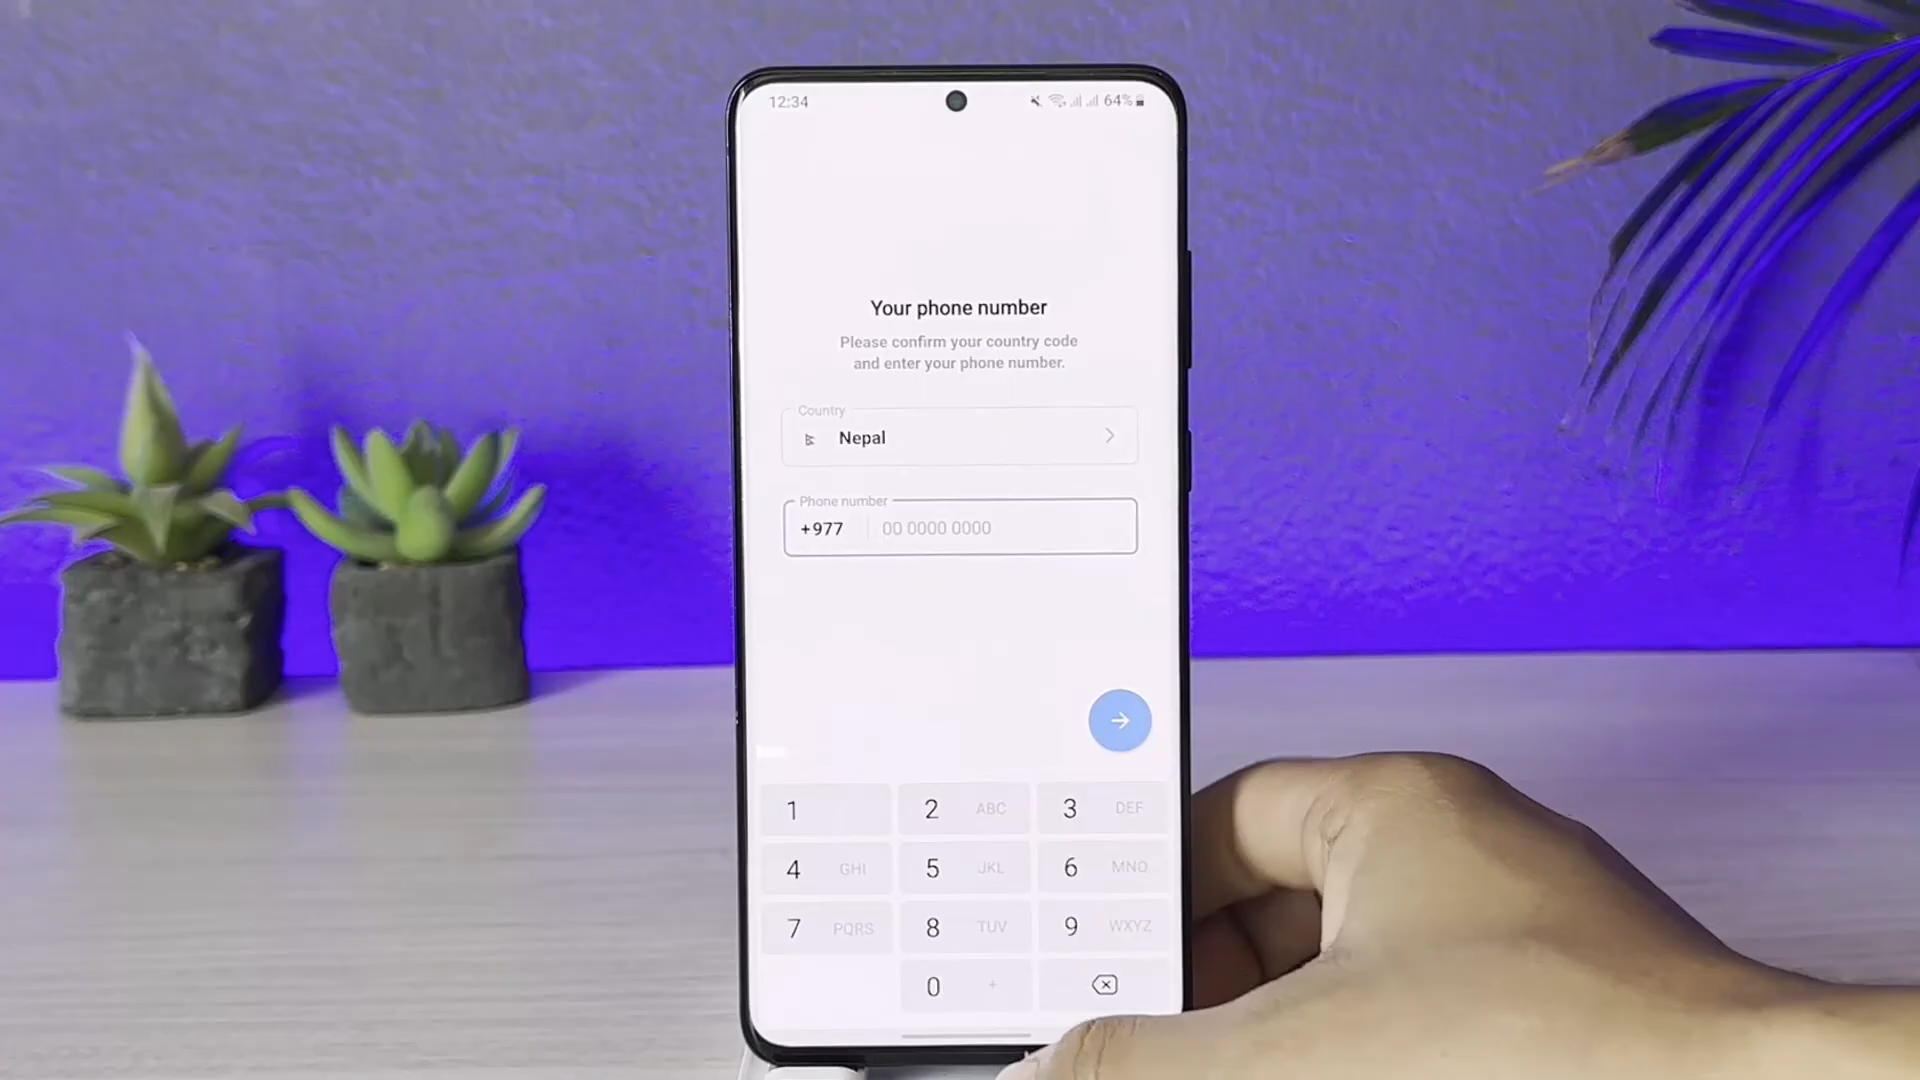 12:34
64%
Your phone number
Please confirm your country code
and enter your phone number.
Country
Nepal
Phone number
+977 00 0000 0000
1
2 ABC
3 DEF
4 GHI
5 JKL
6 MNO
7 PQRS
8 TUV
9 WXYZ
0 +